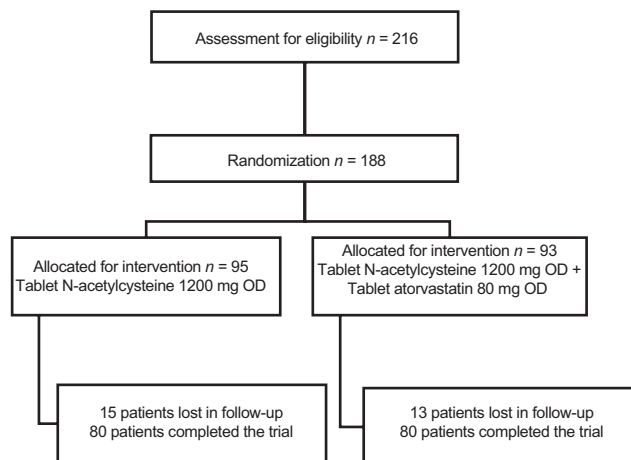 Assessment for eligibility n = 216
Randomization n = 188
Allocated for intervention n = 95
Tablet N-acetylcysteine 1200 mg OD
Allocated for intervention n = 93
Tablet N-acetylcysteine 1200 mg OD +
Tablet atorvastatin 80 mg OD
15 patients lost in follow-up
80 patients completed the trial
13 patients lost in follow-up
80 patients completed the trial